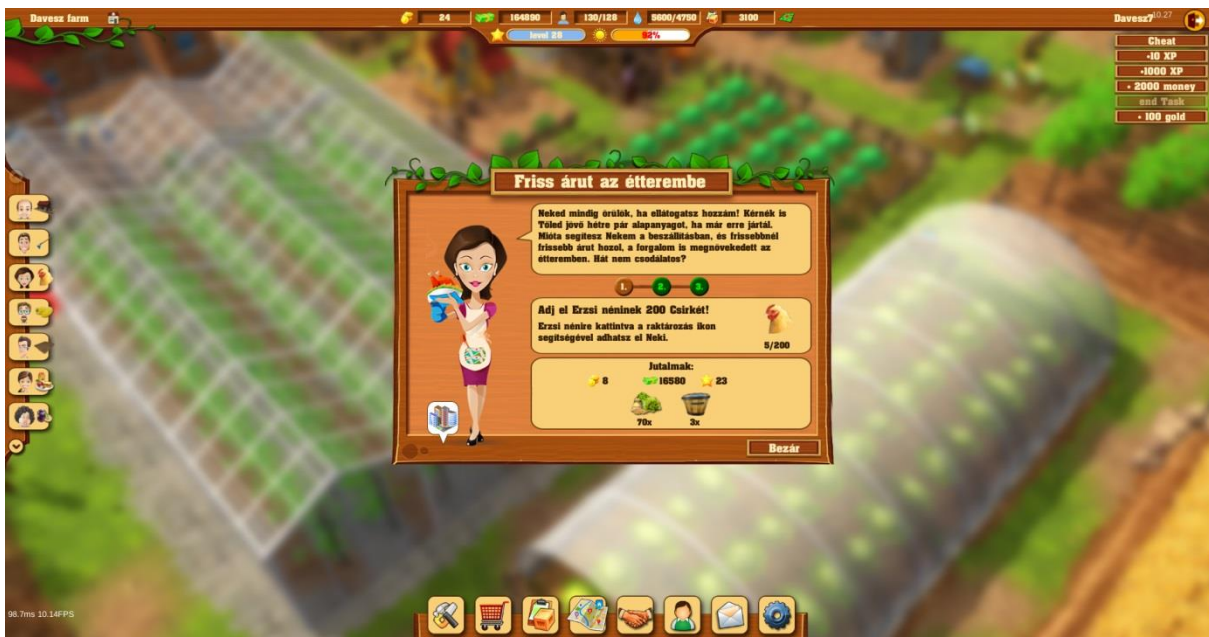 Davesz farm
24
164890
130/128
5600/4750
3100
Davesz7
10.27
level 28
92%
Cheat
+10 XP
+1000 XP
+ 2000 money
end Task
+ 100 gold
Friss árut az étterembe
Neked mindig örülök, ha ellátogatsz hozzám! Kérnék is
Tőled jövő hétre pár alapanyagot, ha már erre jártál.
Mióta segítesz Nekem a beszállításban, és frissebbnél
frissebb árut hozol, a forgalom is megnövekedett az
étteremben. Hát nem csodálatos?
1. 2. 3.
Adj el Erzsi néninek 200 Csirkét!
Erzsi nénire kattintva a raktározás ikon
segítségével adhatsz el Neki.
5/200
Jutalmak:
8 16580 23
70x 3x
Bezár
98.7ms 10.14FPS